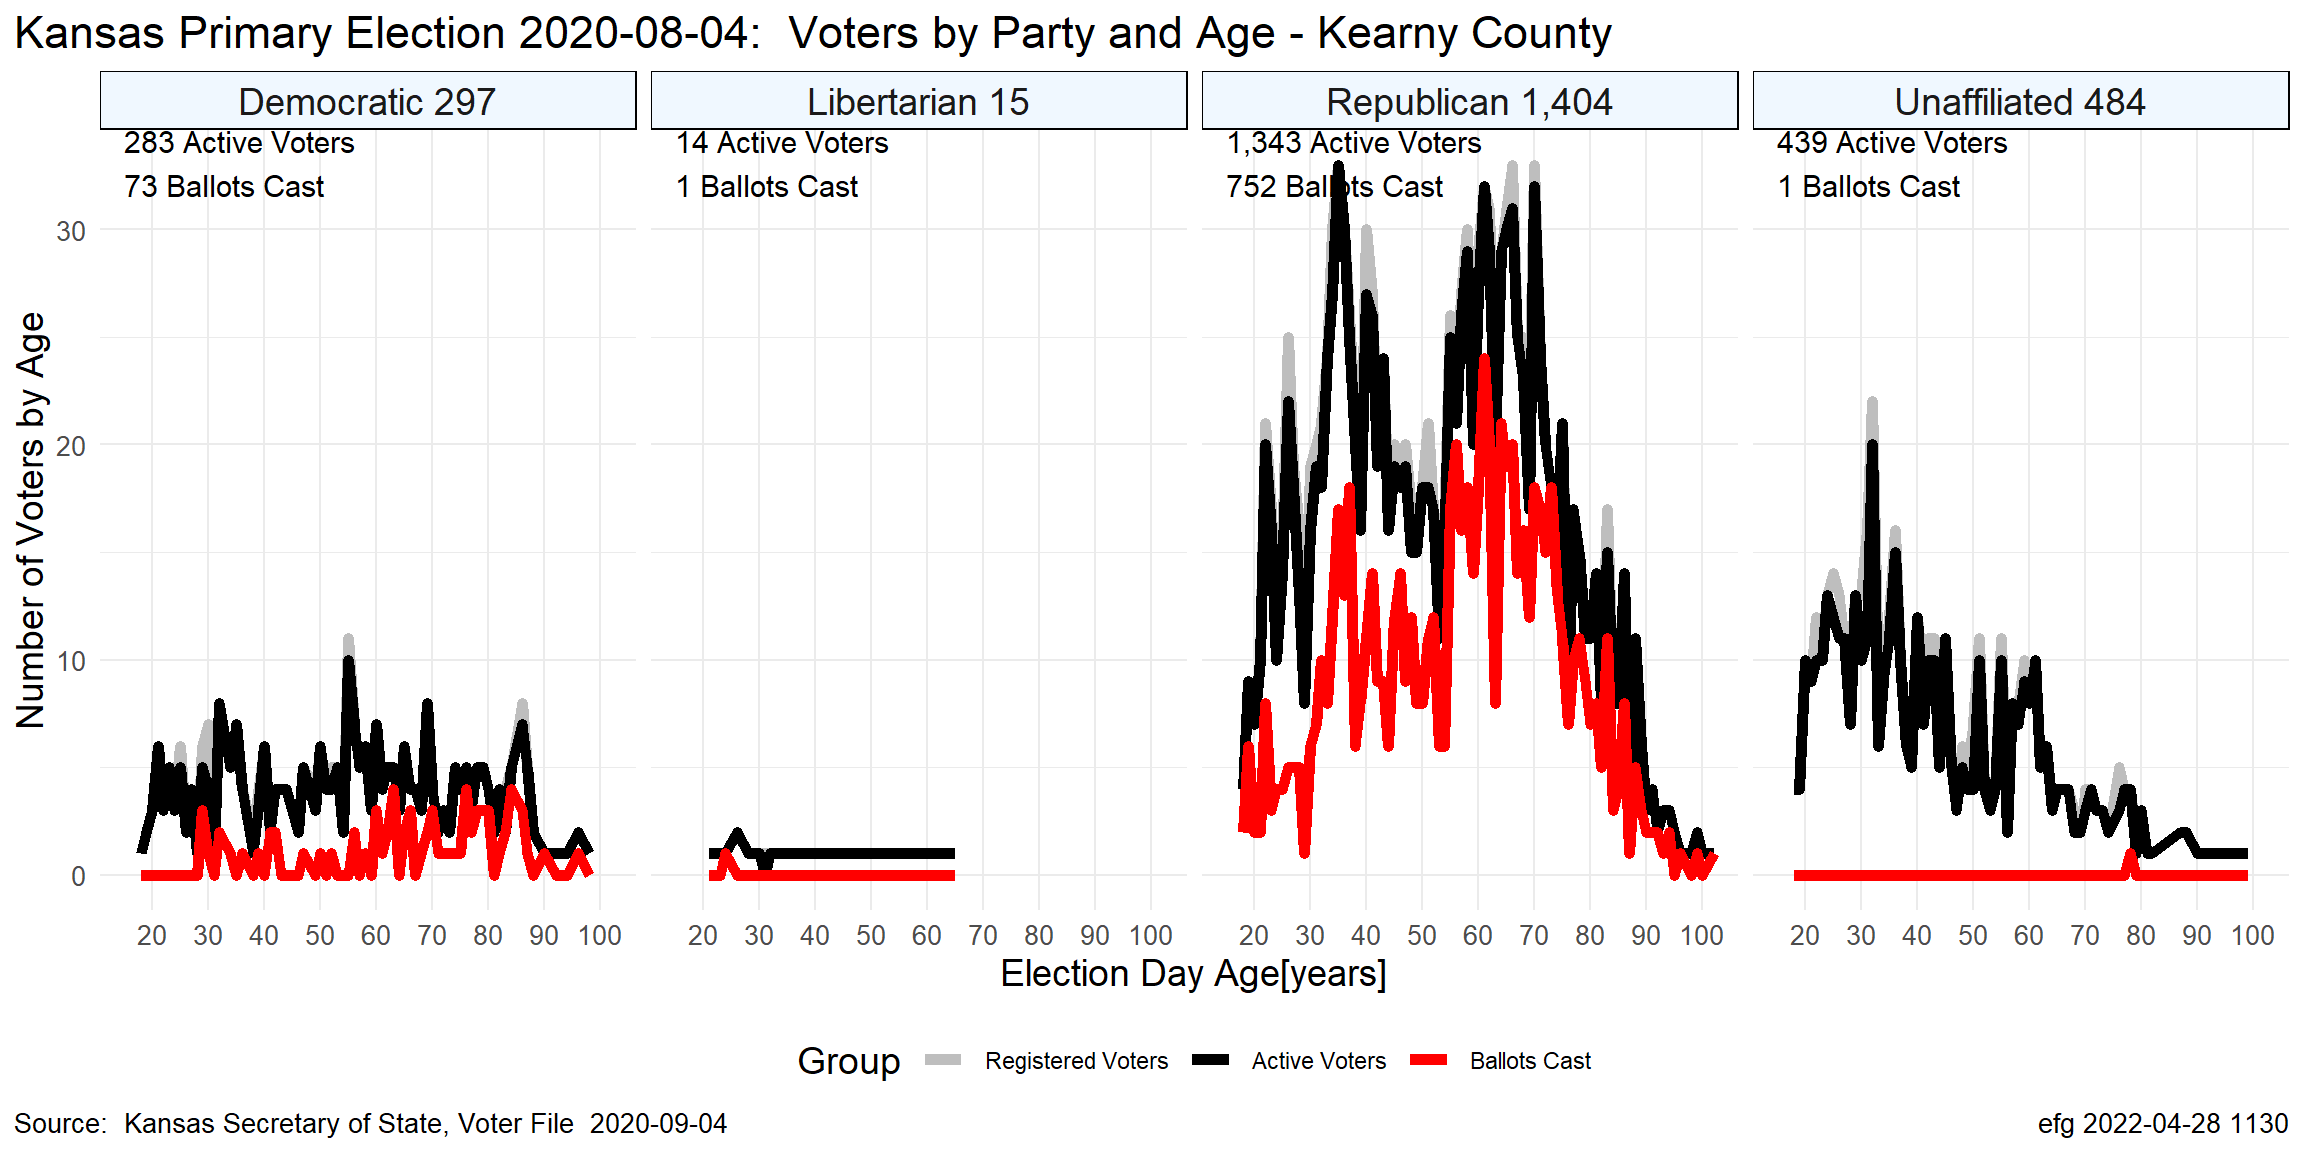 Kansas Primary Election 2020-08-04:  Voters by Party and Age - Kearny County
Democratic 297
Libertarian 15
Republican 1,404
Unaffiliated 484
283 Active Voters
73 Ballots Cast
14 Active Voters
1 Ballots Cast
1,343 Active Voters
752 Ballots Cast
439 Active Voters
1 Ballots Cast
Number of Voters by Age
30
20
10
0
20 30 40 50 60 70 80 90 100
20 30 40 50 60 70 80 90 100
20 30 40 50 60 70 80 90 100
20 30 40 50 60 70 80 90 100
Election Day Age[years]
Group Registered Voters Active Voters Ballots Cast
Source:  Kansas Secretary of State, Voter File  2020-09-04
efg 2022-04-28 1130